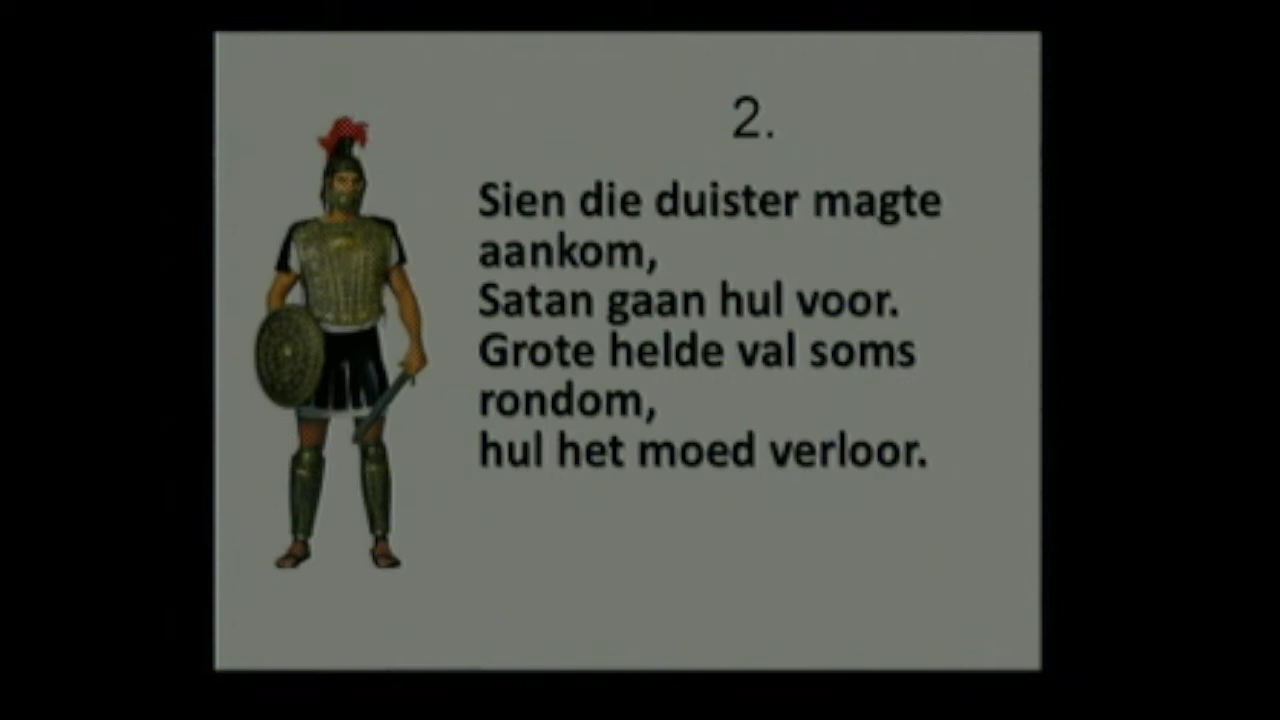 2.
Sien die duister magte
aankom,
Satan gaan hul voor.
Grote helde val soms
rondom,
hul het moed verloor.